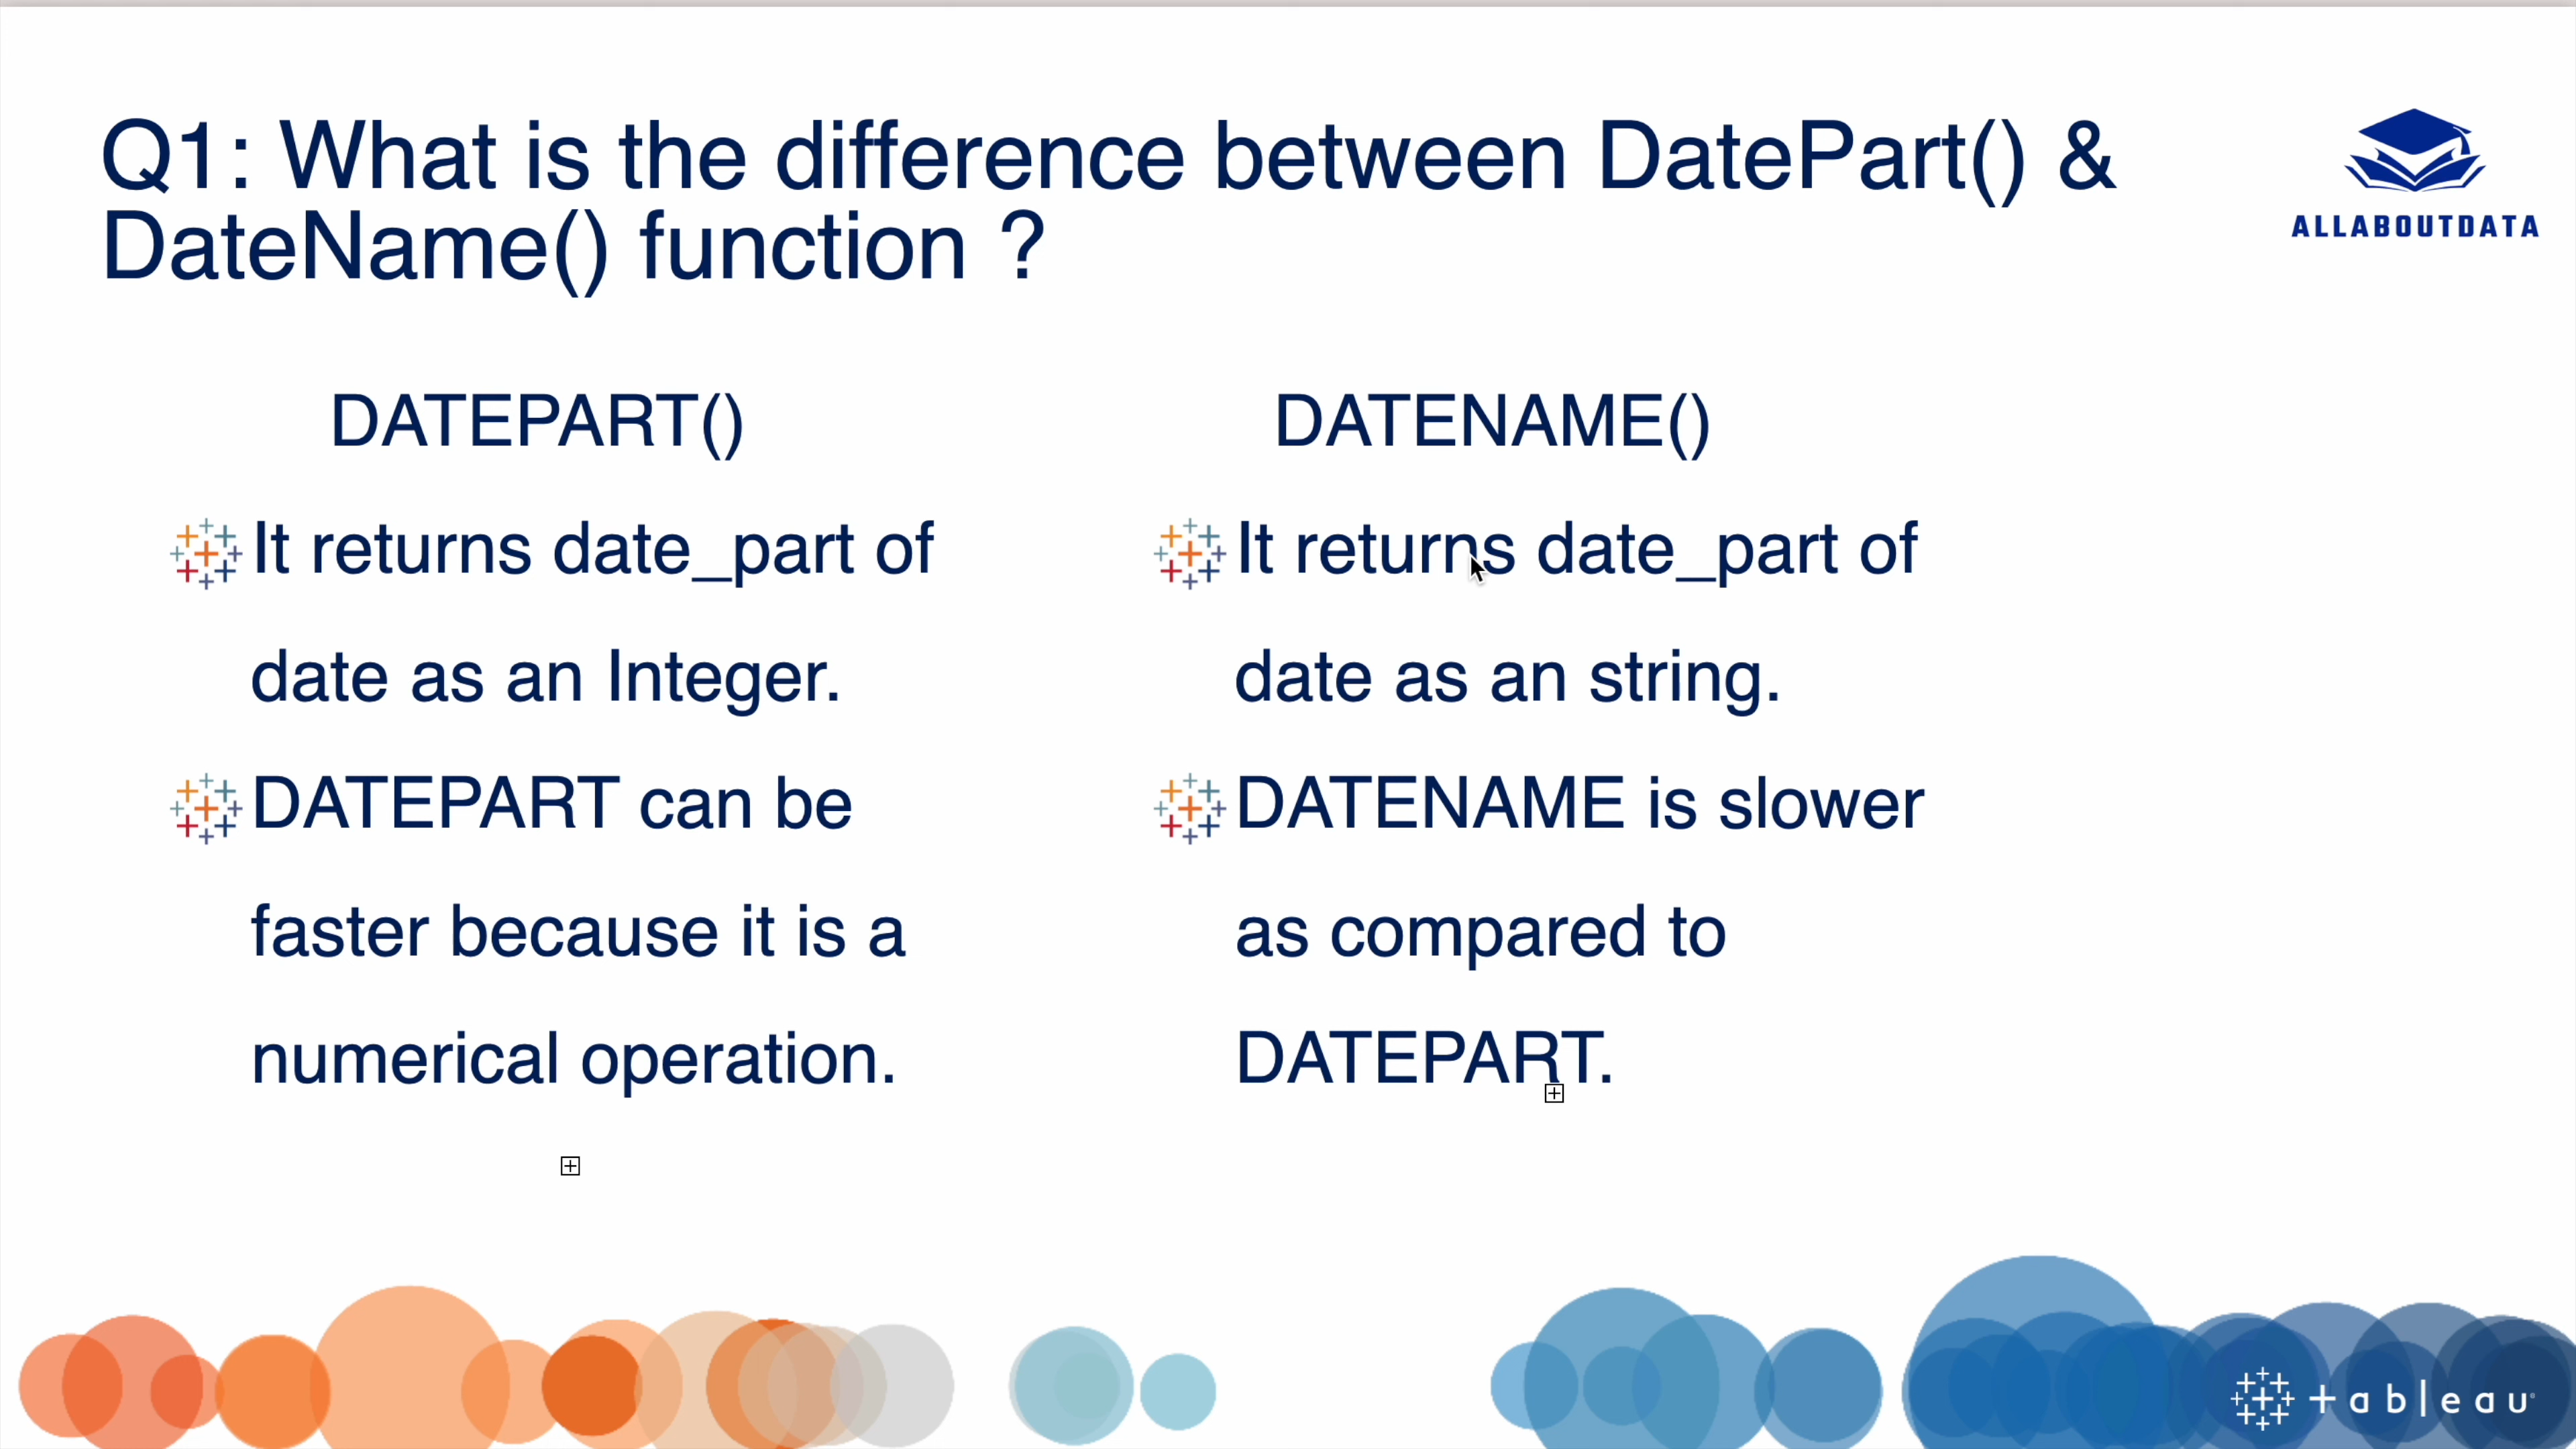 Q1: What is the difference between DatePart() &
DateName() function ?
ALLABOUTDATA
DATEPART()
It returns date_part of
date as an Integer.
DATEPART can be
faster because it is a
numerical operation.
DATENAME()
It returns date_part of
date as an string.
DATENAME is slower
as compared to
DATEPART.
+ableau